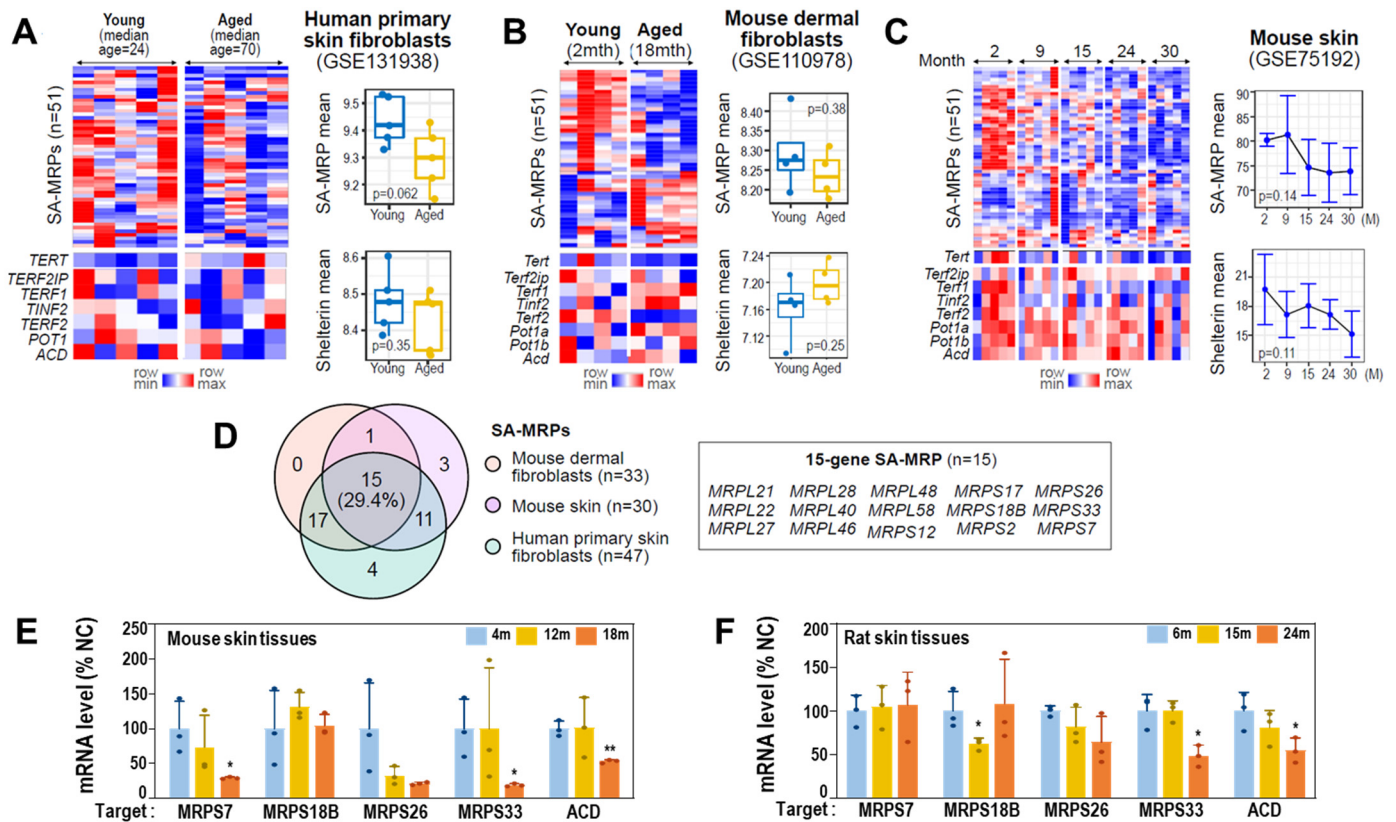 A
Young
(median
age=24)
Aged
(median
age=70)
Human primary
skin fibroblasts
(GSE131938)
SA-MRPs (n=51)
TERT
TERF2IP
TERF1
TINF2
TERF2
POT1
ACD
row
min
row
max
SA-MRP mean
9.5
9.4
9.3
9.2
p=0.062
Young Aged
Shelterin mean
8.6
8.5
8.4
p=0.35
Young Aged
B
Young
(2mth)
Aged
(18mth)
Mouse dermal
fibroblasts
(GSE110978)
SA-MRPs (n=51)
Tert
Terf2ip
Terf1
Tinf2
Terf2
Pot1a
Pot1b
Acd
row
min
row
max
SA-MRP mean
8.40
8.35
8.30
8.25
8.20
p=0.38
Young Aged
Shelterin mean
7.24
7.20
7.16
7.12
p=0.25
Young Aged
C
Month 2 9 15 24 30
Mouse skin
(GSE75192)
SA-MRPs (n=51)
Tert
Terf2ip
Terf1
Tinf2
Terf2
Pot1a
Pot1b
Acd
row
min
row
max
SA-MRP mean
90
85
80
75
70
p=0.14
2 9 15 24 30 (M)
Shelterin mean
21
18
15
p=0.11
2 9 15 24 30 (M)
D
0
1
3
15
(29.4%)
17
11
4
SA-MRPs
Mouse dermal
fibroblasts (n=33)
Mouse skin (n=30)
Human primary skin
fibroblasts (n=47)
15-gene SA-MRP (n=15)
MRPL21 MRPL28 MRPL48 MRPS17 MRPS26
MRPL22 MRPL40 MRPL58 MRPS18B MRPS33
MRPL27 MRPL46 MRPS12 MRPS2 MRPS7
E
mRNA level (% NC)
250
200
150
100
50
0
Mouse skin tissues
4m 12m 18m
*
*
**
Target : MRPS7 MRPS18B MRPS26 MRPS33 ACD
F
mRNA level (% NC)
200
150
100
50
0
Rat skin tissues
6m 15m 24m
*
*
*
Target : MRPS7 MRPS18B MRPS26 MRPS33 ACD